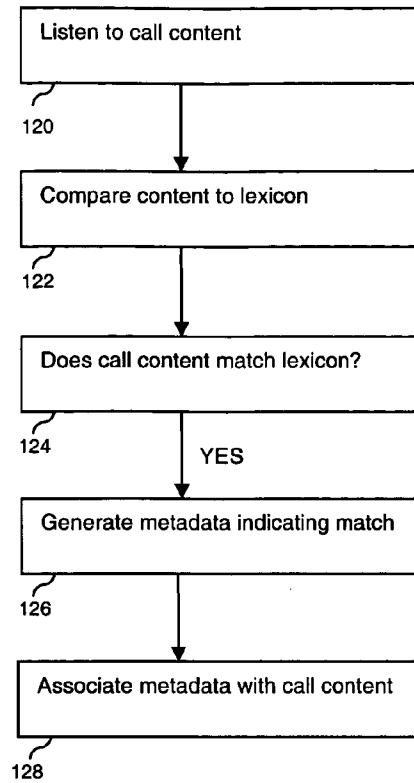 Listen to call content
120
Compare content to lexicon
122
Does call content match lexicon?
124
YES
Generate metadata indicating match
126
Associate metadata with call content
128